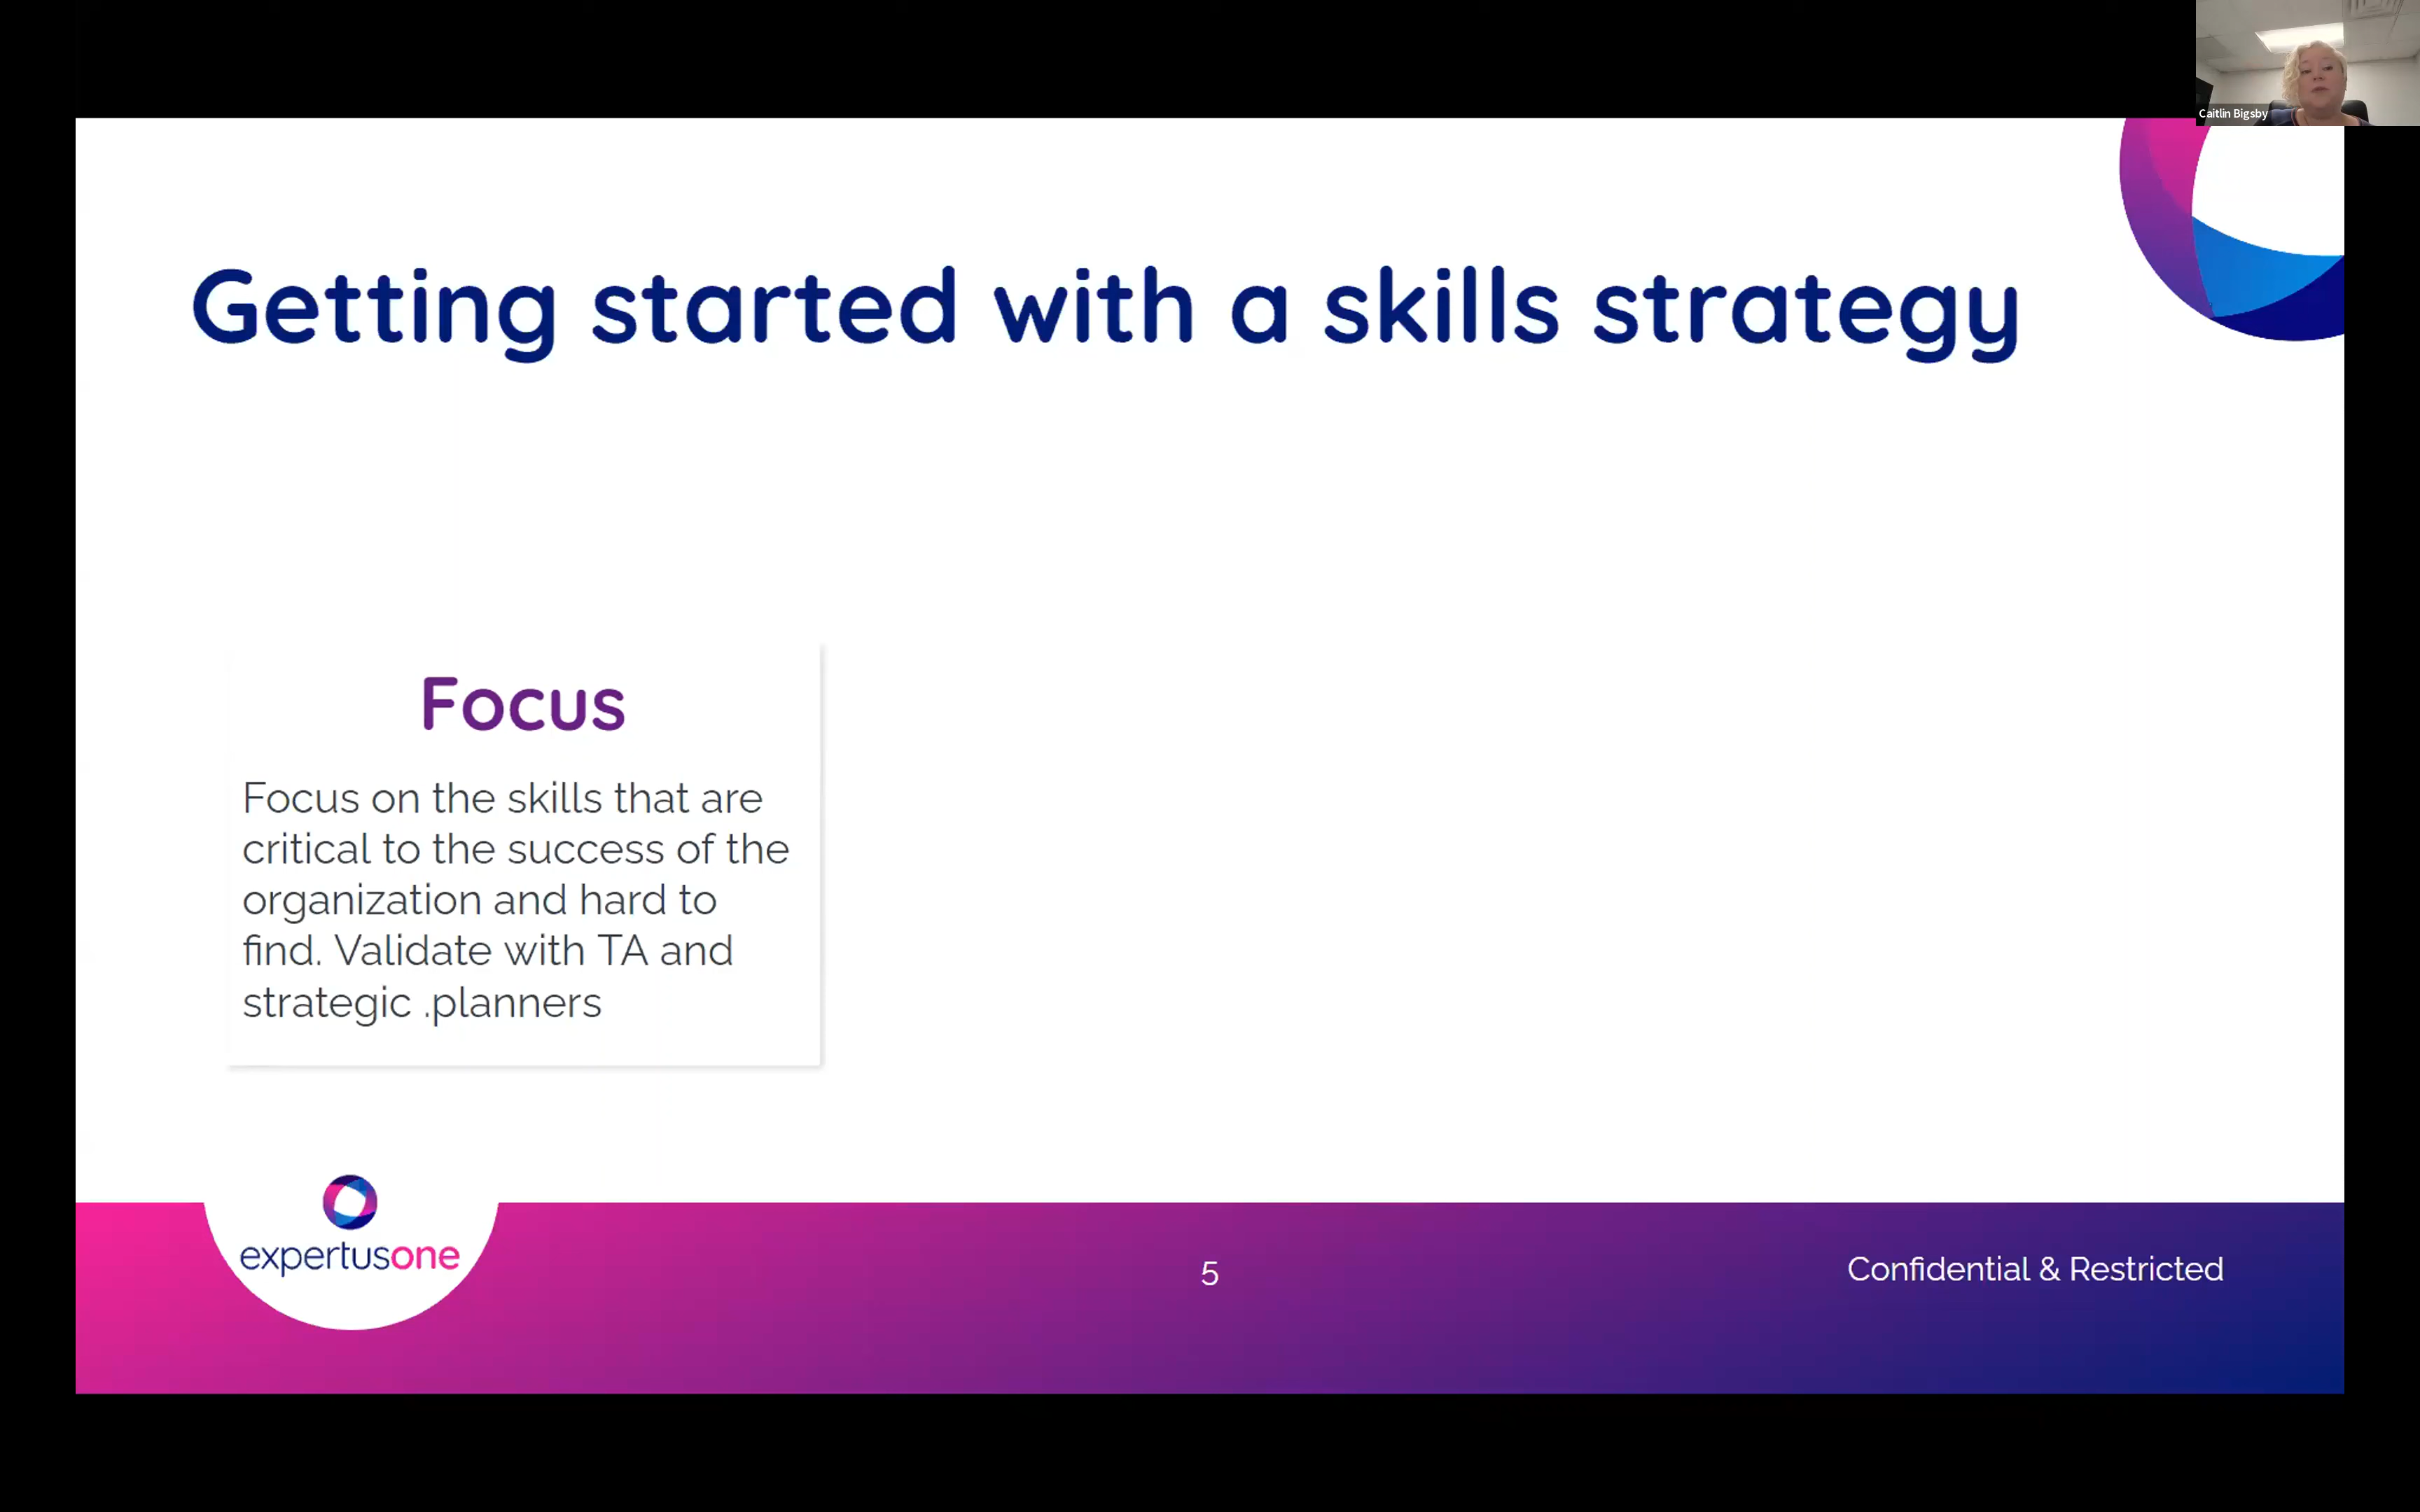 Caitlin Bigsby
Getting started with a skills strategy
Focus
Focus on the skills that are
critical to the success of the
organization and hard to
find. Validate with TA and
strategic .planners
expertusone
5
Confidential & Restricted